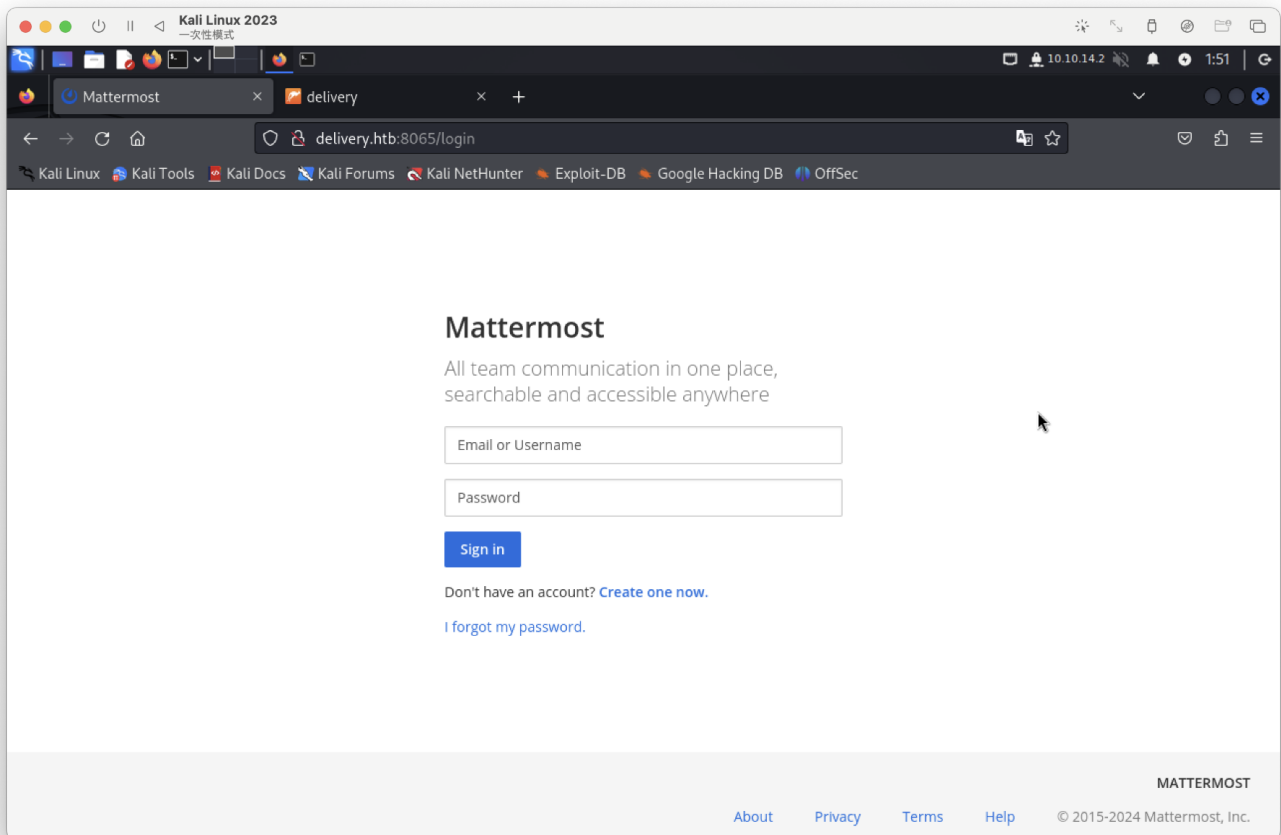 Kali Linux 2023
一次性模式
10.10.14.2 1:51
Mattermost delivery
delivery.htb:8065/login
Kali Linux Kali Tools Kali Docs Kali Forums Kali NetHunter Exploit-DB Google Hacking DB OffSec
Mattermost
All team communication in one place,
searchable and accessible anywhere
Email or Username
Password
Sign in
Don't have an account? Create one now.
I forgot my password.
MATTERMOST
About Privacy Terms Help © 2015-2024 Mattermost, Inc.